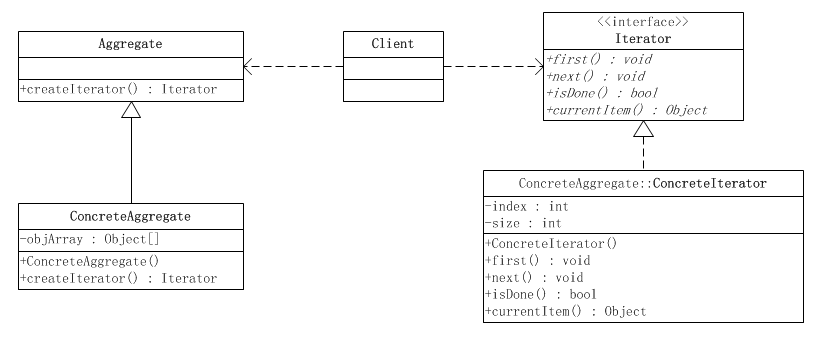 Aggregate
+createIterator() : Iterator
Client
<<interface>>
Iterator
+first() : void
+next() : void
+isDone() : bool
+currentItem() : Object
ConcreteAggregate
-objArray : Object[]
+ConcreteAggregate()
+createIterator() : Iterator
ConcreteAggregate::ConcreteIterator
-index : int
-size : int
+ConcreteIterator()
+first() : void
+next() : void
+isDone() : bool
+currentItem() : Object